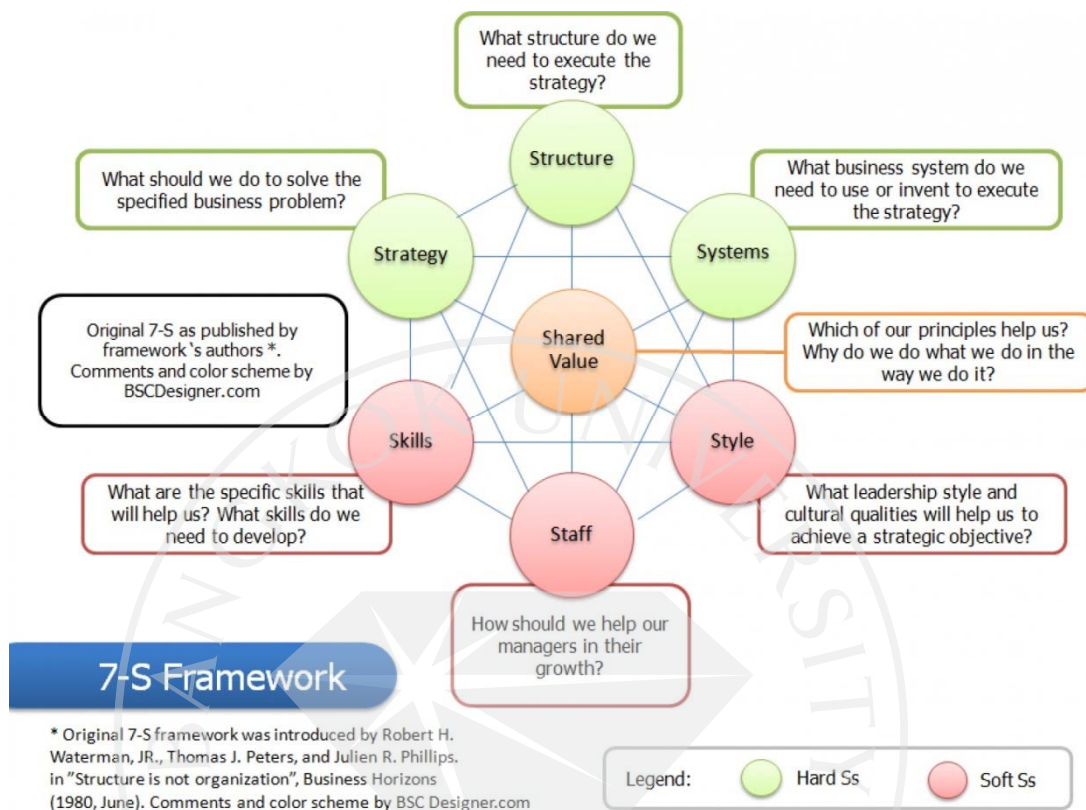 What structure do we
need to execute the
strategy?
Structure
What should we do to solve the
specified business problem?
What business system do we
need to use or invent to execute
the strategy?
Strategy
Systems
Original 7-S as published by
framework‘s authors *.
Comments and color scheme by
BSCDesigner.com
Shared
Value
Which of our principles help us?
Why do we do what we do in the
way we do it?
Skills
Style
What are the specific skills that
will help us? What skills do we
need to develop?
Staff
What leadership style and
cultural qualities will help us to
achieve a strategic objective?
How should we help our
managers in their
growth?
7-S Framework
* Original 7-S framework was introduced by Robert H.
Waterman, JR., Thomas J. Peters, and Julien R. Phillips.
in ”Structure is not organization”, Business Horizons
(1980, June). Comments and color scheme by BSC Designer.com
Legend:
Hard Ss
Soft Ss
BANGKOK UNIVERSITY